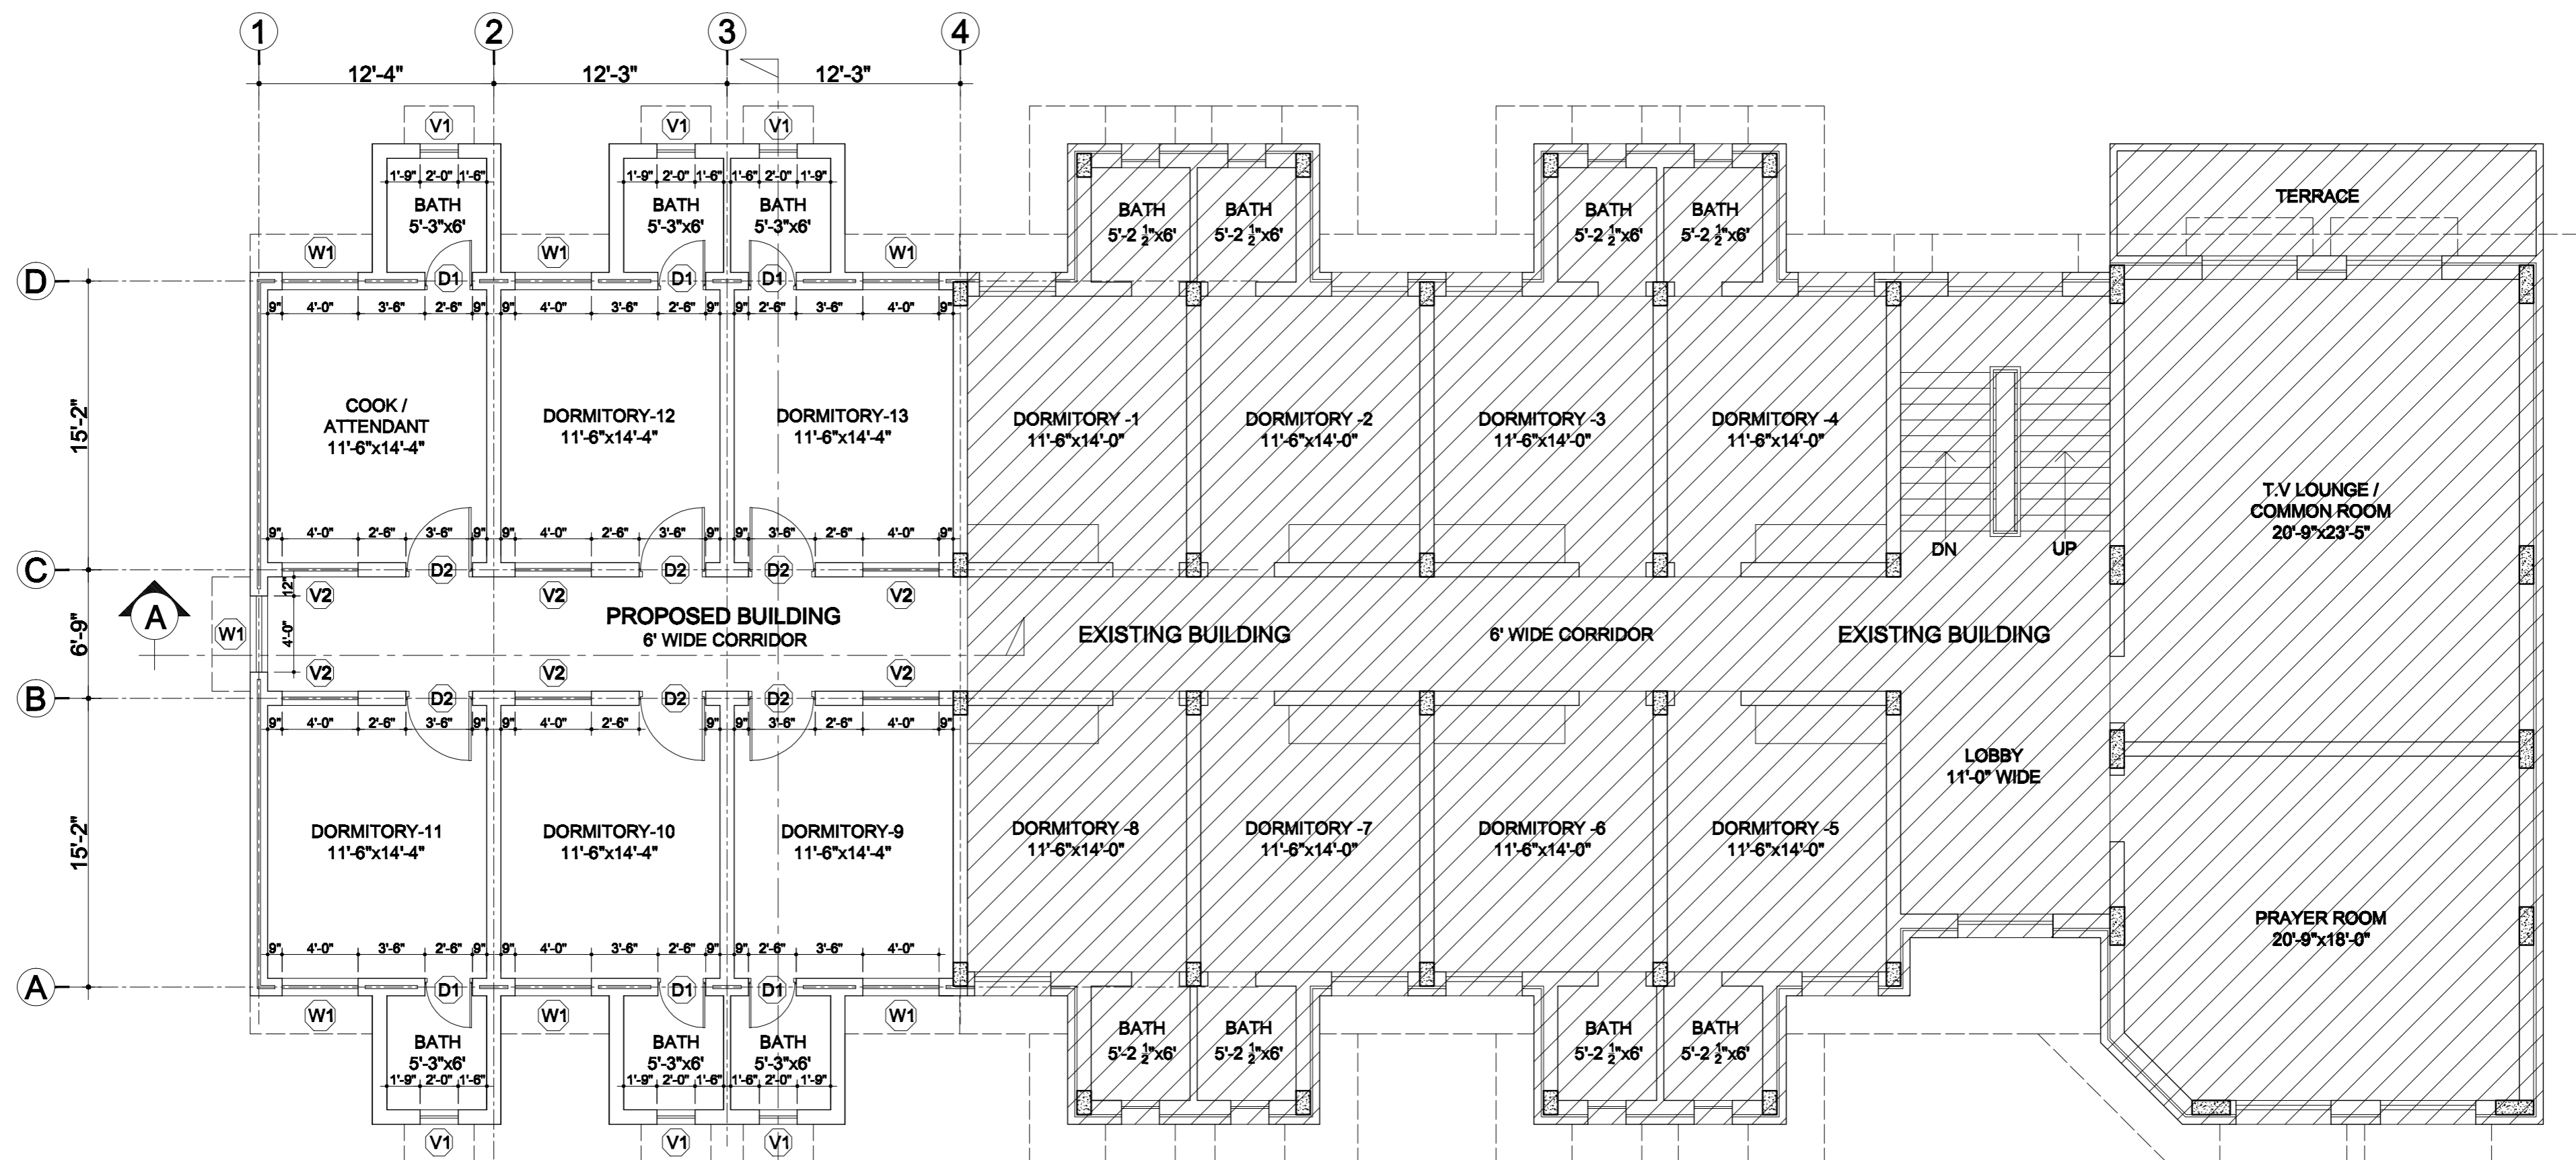 1 2 3 4
12'-4" 12'-3" 12'-3"
V1 V1 V1
1'-9" 2'-0" 1'-6" 1'-9" 2'-0" 1'-6" 1'-6" 2'-0" 1'-9"
BATH
5'-3"x6'
BATH
5'-3"x6'
BATH
5'-3"x6'
BATH
5'-2 1/2"x6'
BATH
5'-2 1/2"x6'
BATH
5'-2 1/2"x6'
BATH
5'-2 1/2"x6'
TERRACE
W1 W1 W1
D D1 D1 D1
9" 4'-0" 3'-6" 2'-6" 9" 9" 4'-0" 3'-6" 2'-6" 9" 9" 2'-6" 3'-6" 4'-0" 9"
15'-2"
COOK /
ATTENDANT
11'-6"x14'-4"
DORMITORY-12
11'-6"x14'-4"
DORMITORY-13
11'-6"x14'-4"
DORMITORY -1
11'-6"x14'-0"
DORMITORY -2
11'-6"x14'-0"
DORMITORY -3
11'-6"x14'-0"
DORMITORY -4
11'-6"x14'-0"
T.V LOUNGE /
COMMON ROOM
20'-9"x23'-5"
DN UP
9" 4'-0" 2'-6" 3'-6" 9" 9" 4'-0" 2'-6" 3'-6" 9" 9" 3'-6" 2'-6" 4'-0" 9"
C D2 D2 D2
12"
V2 V2 V2
A
6'-9"
W1
4'-0"
PROPOSED BUILDING
6' WIDE CORRIDOR
EXISTING BUILDING
6' WIDE CORRIDOR
EXISTING BUILDING
V2 V2 V2
B D2 D2 D2
9" 4'-0" 2'-6" 3'-6" 9" 9" 4'-0" 2'-6" 9" 9" 3'-6" 2'-6" 4'-0" 9"
LOBBY
11'-0" WIDE
15'-2"
DORMITORY-11
11'-6"x14'-4"
DORMITORY-10
11'-6"x14'-4"
DORMITORY-9
11'-6"x14'-4"
DORMITORY -8
11'-6"x14'-0"
DORMITORY -7
11'-6"x14'-0"
DORMITORY -6
11'-6"x14'-0"
DORMITORY -5
11'-6"x14'-0"
PRAYER ROOM
20'-9"x18'-0"
9" 4'-0" 3'-6" 2'-6" 9" 9" 4'-0" 3'-6" 2'-6" 9" 9" 2'-6" 3'-6" 4'-0"
A D1 D1 D1
W1 W1 W1
BATH
5'-3"x6'
BATH
5'-3"x6'
BATH
5'-3"x6'
BATH
5'-2 1/2"x6'
BATH
5'-2 1/2"x6'
BATH
5'-2 1/2"x6'
BATH
5'-2 1/2"x6'
1'-9" 2'-0" 1'-6" 1'-9" 2'-0" 1'-6" 1'-6" 2'-0" 1'-9"
V1 V1 V1